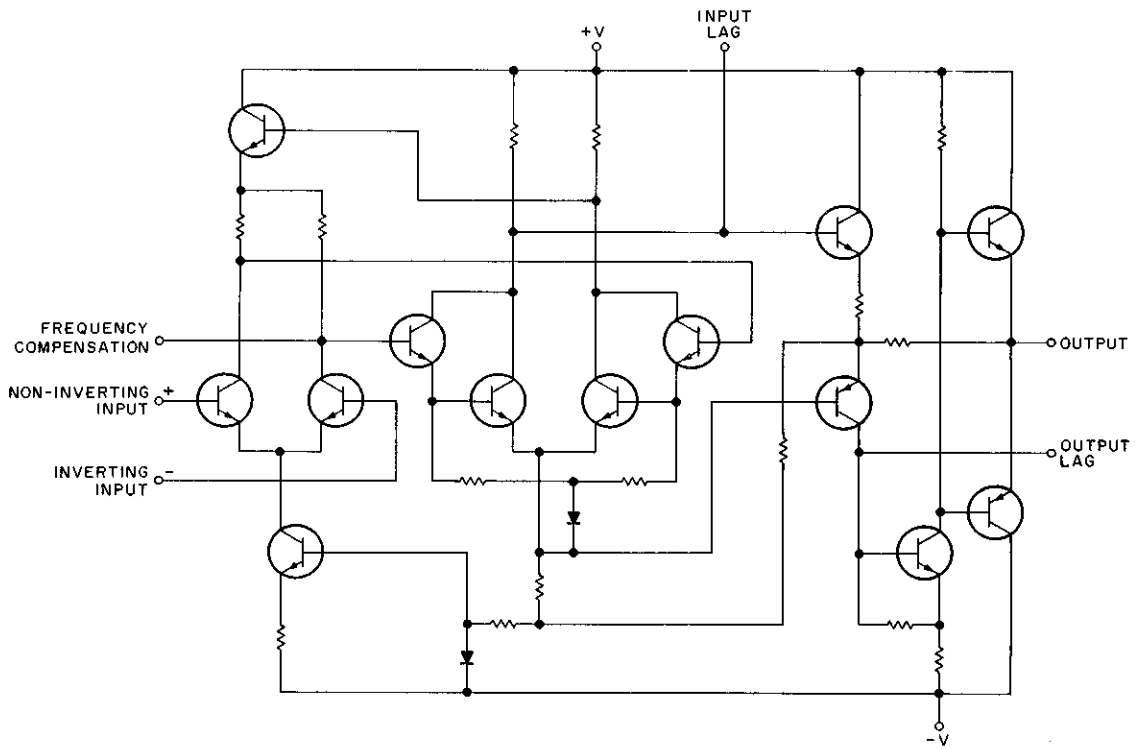 INPUT
LAG
+V
FREQUENCY
COMPENSATION
NON-INVERTING +
INPUT
INVERTING -
INPUT
OUTPUT
OUTPUT
LAG
-V